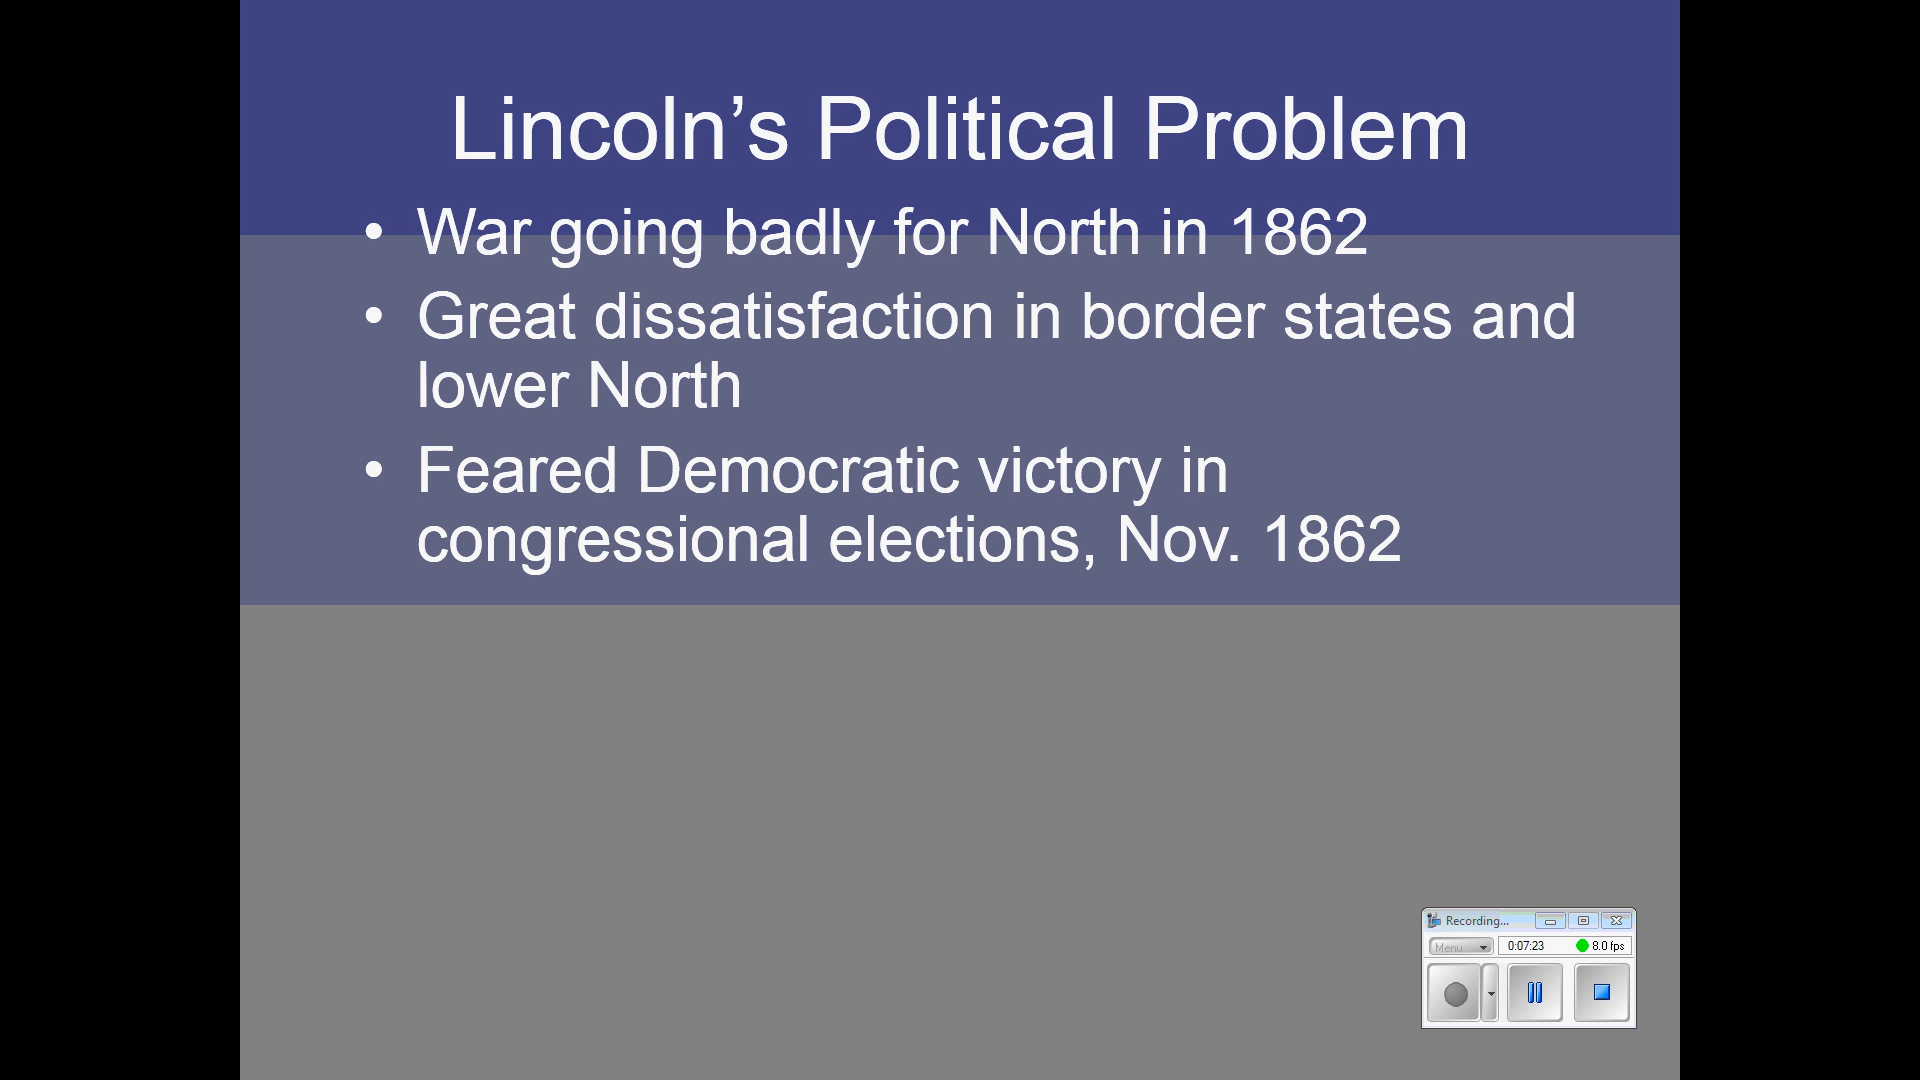 Lincoln’s Political Problem
• War going badly for North in 1862
• Great dissatisfaction in border states and
lower North
• Feared Democratic victory in
congressional elections, Nov. 1862
Recording...
Menu
0:07:23
8.0 fps